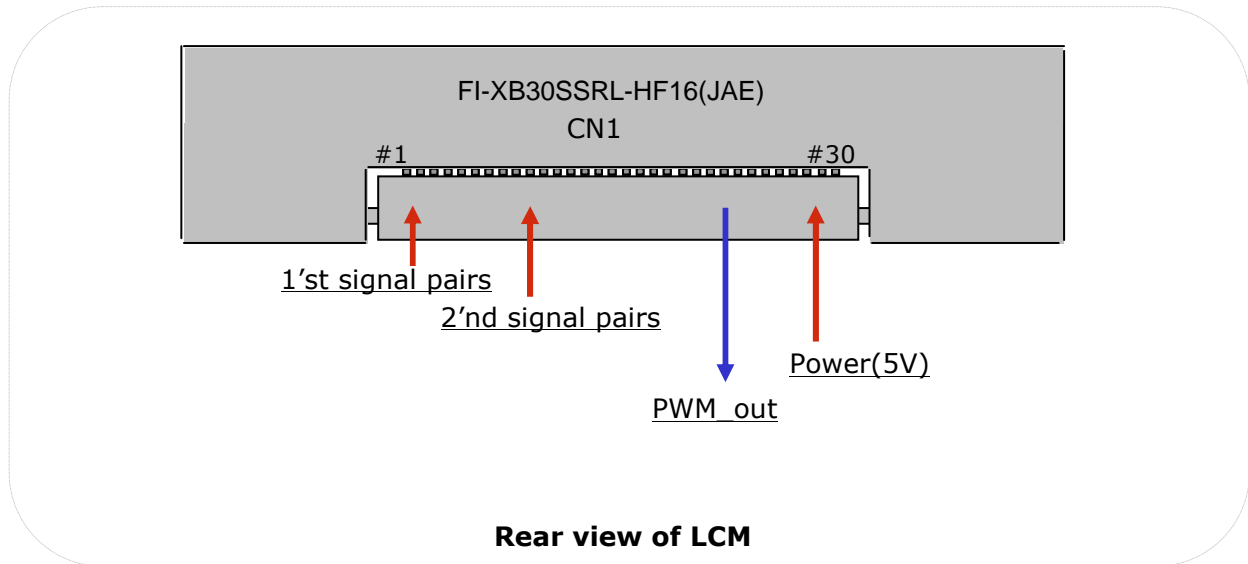 FI-XB30SSRL-HF16(JAE)
CN1
#1 #30
1’st signal pairs
2’nd signal pairs
Power(5V)
PWM_out
Rear view of LCM